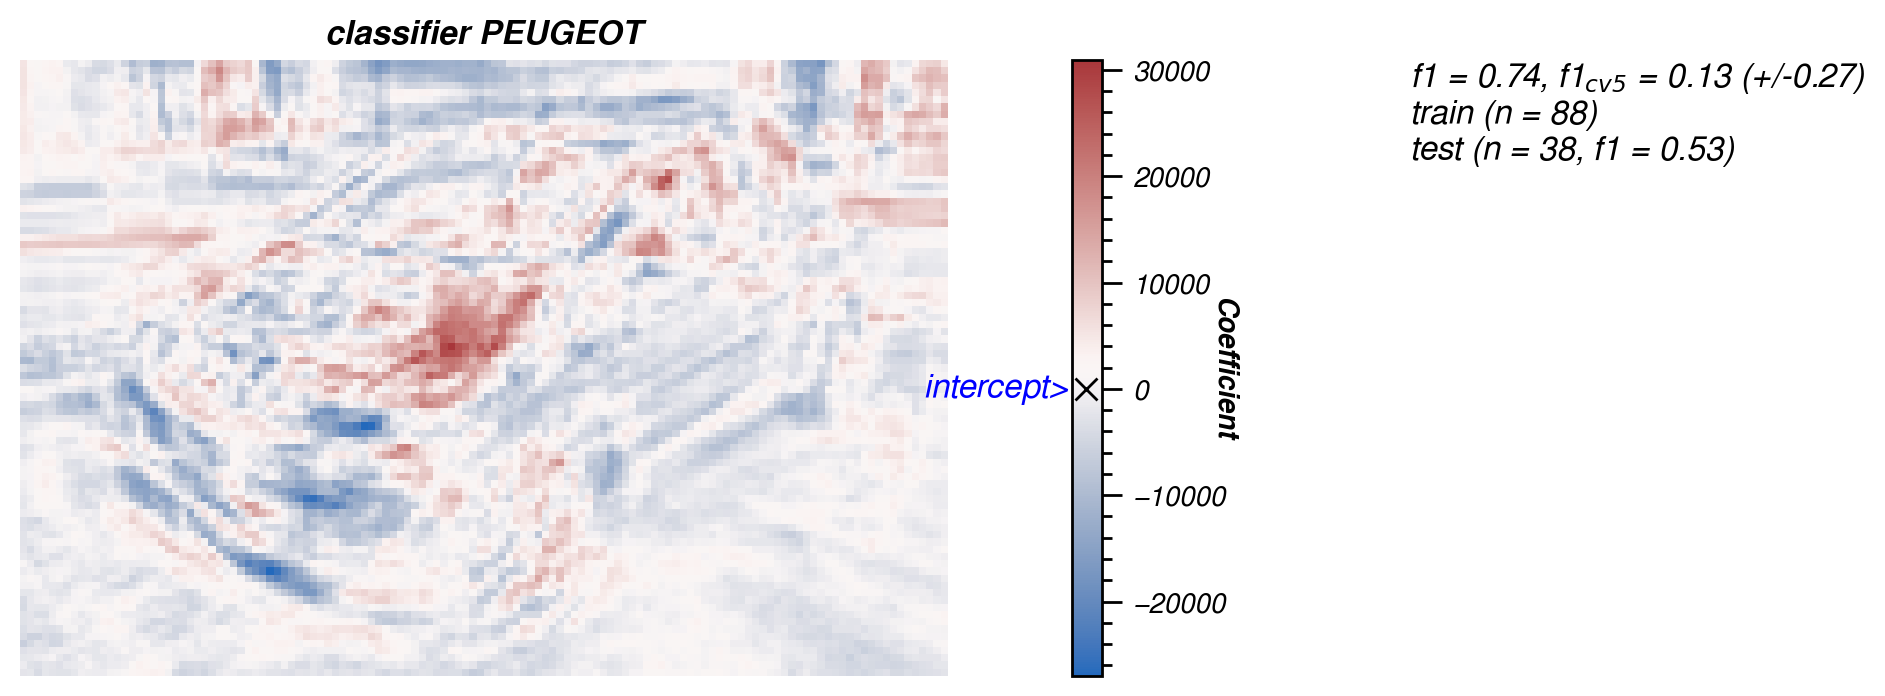 classifier PEUGEOT
30000
20000
10000
0
−10000
−20000
Coefficient
intercept>
f1 = 0.74, f1cv5 = 0.13 (+/-0.27)
train (n = 88)
test (n = 38, f1 = 0.53)